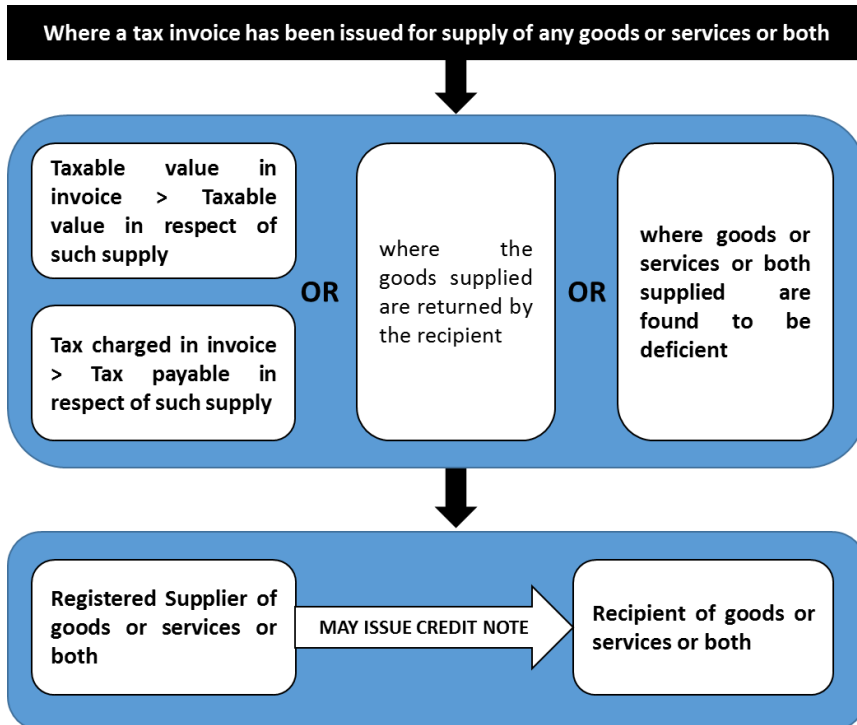 Where a tax invoice has been issued for supply of any goods or services or both
Taxable value in
invoice > Taxable
value in respect of
such supply
Tax charged in invoice
> Tax payable in
respect of such supply
OR
where the
goods supplied
are returned by
the recipient
OR
where goods or
services or both
supplied are
found to be
deficient
Registered Supplier of
goods or services or
both
MAY ISSUE CREDIT NOTE
Recipient of goods or
services or both